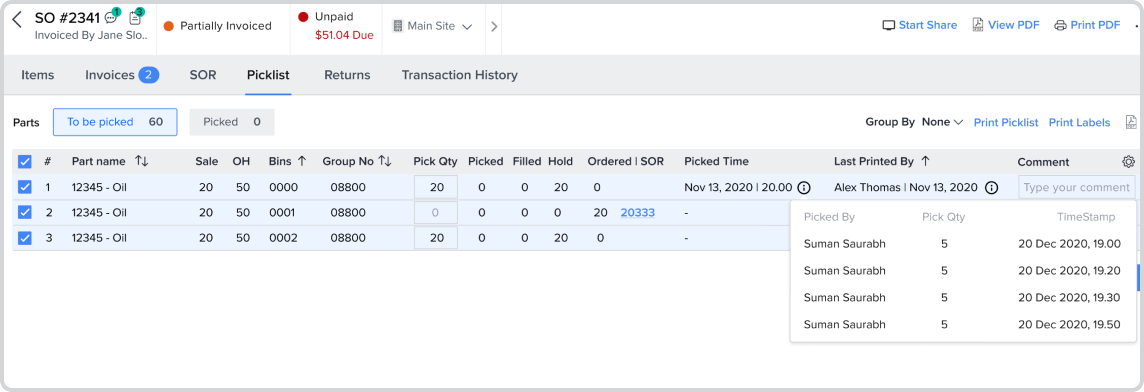 SO #2341 1 3
Invoiced By Jane Slo..
Partially Invoiced
Unpaid
$51.04 Due
Main Site
Start Share View PDF Print PDF
Items Invoices 2 SOR Picklist Returns Transaction History
Parts To be picked 60 Picked 0 Group By None Print Picklist Print Labels
# Part name Sale OH Bins Group No Pick Qty Picked Filled Hold Ordered | SOR Picked Time Last Printed By Comment
1 12345 - Oil 20 50 0000 08800 20 0 0 20 0 Nov 13, 2020 | 20.00 Alex Thomas | Nov 13, 2020 Type your comment
2 12345 - Oil 20 50 0001 08800 0 0 0 0 20 20333 -
3 12345 - Oil 20 50 0002 08800 20 0 0 20 0 -
Picked By Pick Qty TimeStamp
Suman Saurabh 5 20 Dec 2020, 19.00
Suman Saurabh 5 20 Dec 2020, 19.20
Suman Saurabh 5 20 Dec 2020, 19.30
Suman Saurabh 5 20 Dec 2020, 19.50